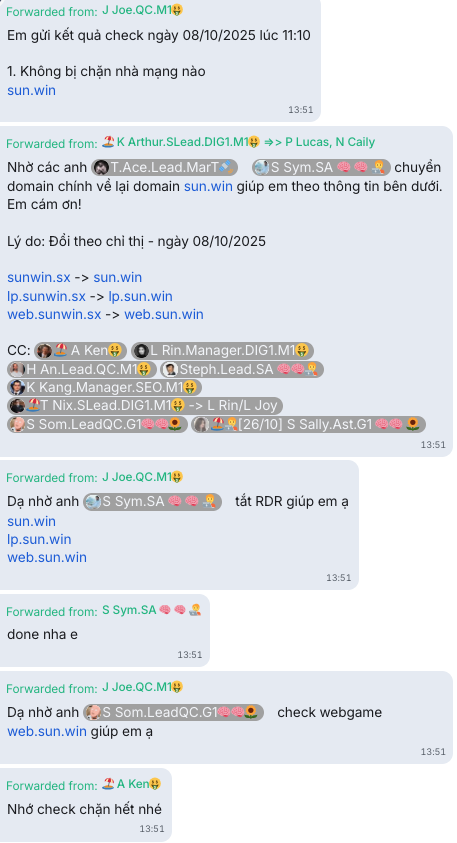 Forwarded from: J Joe.QC.M1🤑
Em gửi kết quả check ngày 08/10/2025 lúc 11:10
1. Không bị chặn nhà mạng nào
sun.win
13:51
Forwarded from: 🏖️K Arthur.SLead.DIG1.M1🤑 =>> P Lucas, N Caily
Nhờ các anh T.Ace.Lead.MarT🍼 S Sym.SA 🧠🧠 chuyển
domain chính về lại domain sun.win giúp em theo thông tin bên dưới.
Em cám ơn!
Lý do: Đổi theo chỉ thị - ngày 08/10/2025
sunwin.sx -> sun.win
lp.sunwin.sx -> lp.sun.win
web.sunwin.sx -> web.sun.win
CC: 🏖️ A Ken🤑 L Rin.Manager.DIG1.M1🤑
H An.Lead.QC.M1🤑 Steph.Lead.SA 🧠🧠
K Kang.Manager.SEO.M1🤑
🏖️T Nix.SLead.DIG1.M1🤑 -> L Rin/L Joy
S Som.LeadQC.G1🧠🧠🌻 🏖️[26/10] S Sally.Ast.G1 🧠🧠 🌻
13:51
Forwarded from: J Joe.QC.M1🤑
Dạ nhờ anh S Sym.SA 🧠🧠 tắt RDR giúp em ạ
sun.win
lp.sun.win
web.sun.win
13:51
Forwarded from: S Sym.SA 🧠 🧠
done nha e
13:51
Forwarded from: J Joe.QC.M1🤑
Dạ nhờ anh S Som.LeadQC.G1🧠🧠🌻 check webgame
web.sun.win giúp em ạ
13:51
Forwarded from: 🏖️ A Ken🤑
Nhớ check chặn hết nhé
13:51